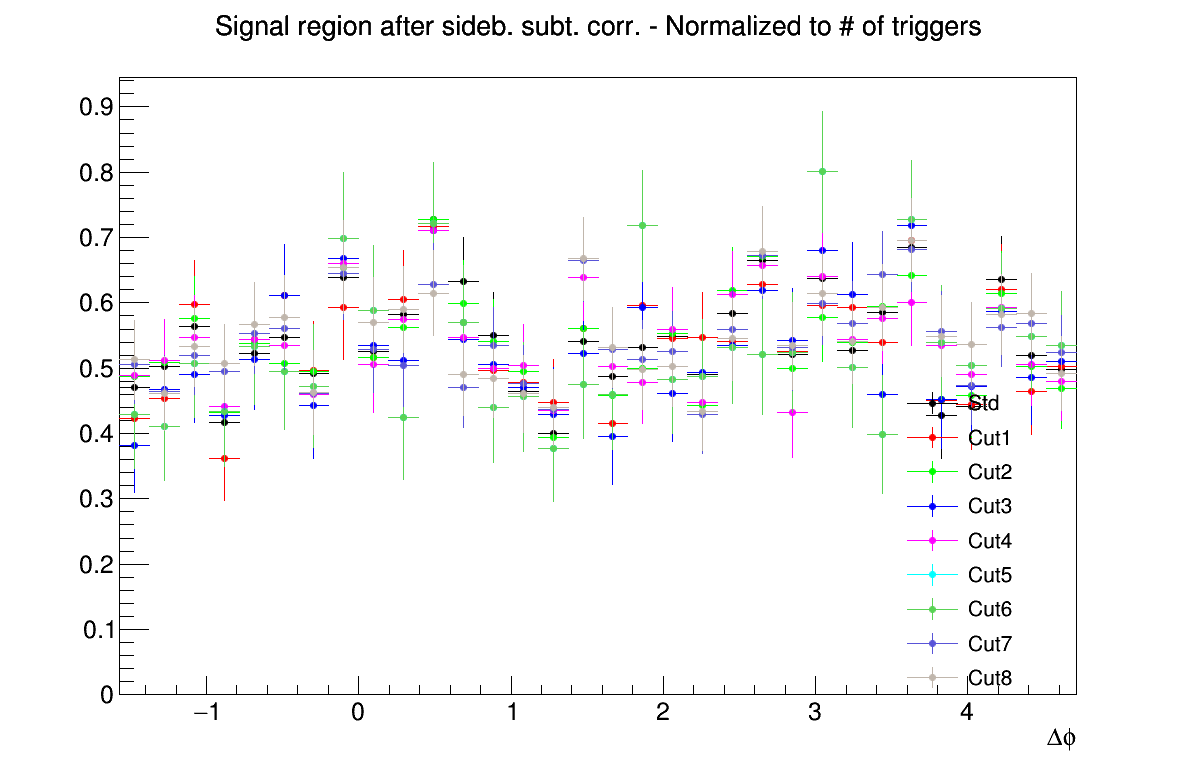 Signal region after sideb. subt. corr. - Normalized to # of triggers
0.9
0.8
0.7
0.6
0.5
0.4
0.3
0.2
0.1
0
Std
Cut1
Cut2
Cut3
Cut4
Cut5
Cut6
Cut7
Cut8
−1 0 1 2 3 4
Δϕ